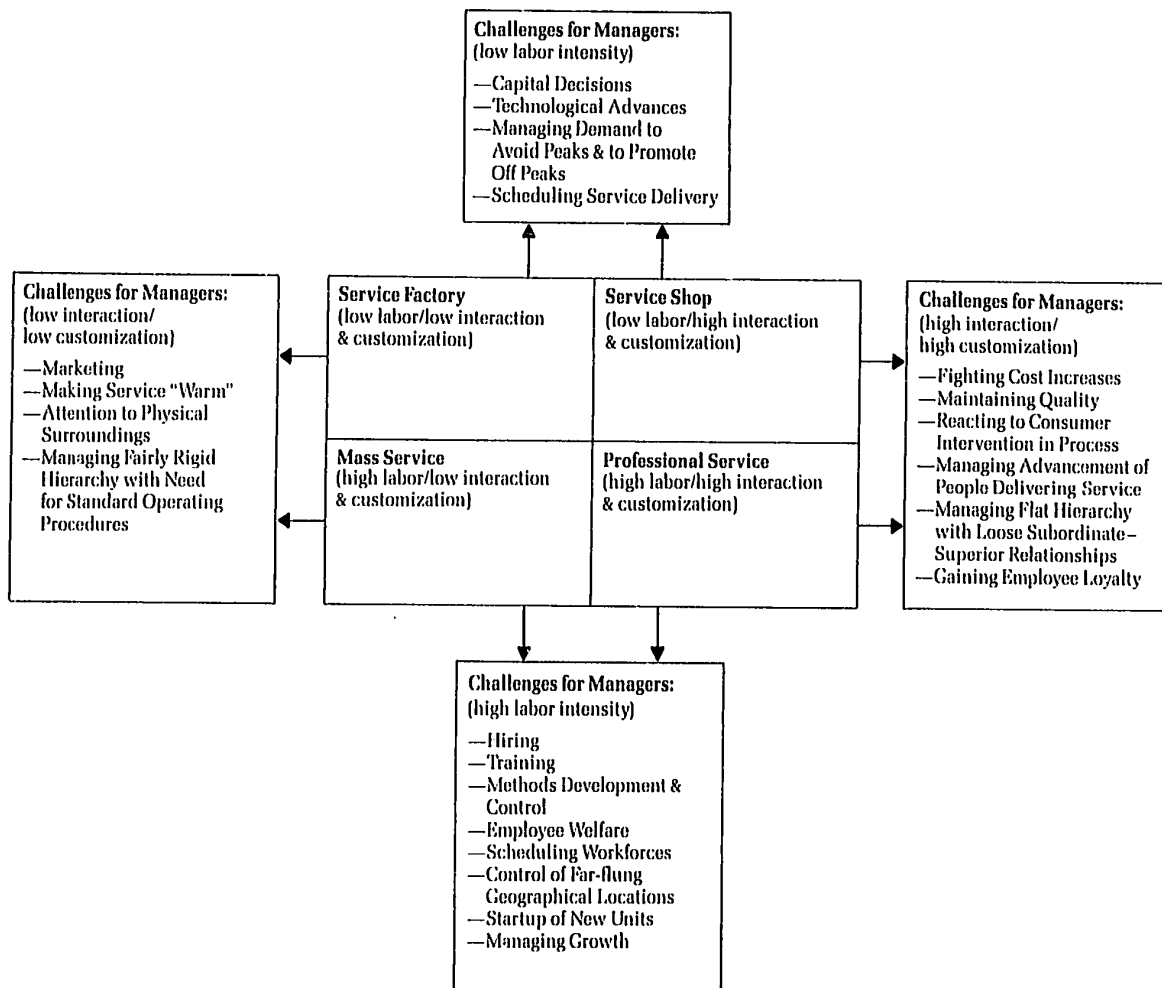 Challenges for Managers:
(low labor intensity)
—Capital Decisions
—Technological Advances
—Managing Demand to
Avoid Peaks & to Promote
Off Peaks
—Scheduling Service Delivery
Challenges for Managers:
(low interaction/
low customization)
—Marketing
—Making Service "Warm"
—Attention to Physical
Surroundings
—Managing Fairly Rigid
Hierarchy with Need
for Standard Operating
Procedures
Service Factory
(low labor/low interaction
& customization)
Service Shop
(low labor/high interaction
& customization)
Mass Service
(high labor/low interaction
& customization)
Professional Service
(high labor/high interaction
& customization)
Challenges for Managers:
(high interaction/
high customization)
—Fighting Cost Increases
—Maintaining Quality
—Reacting to Consumer
Intervention in Process
—Managing Advancement of
People Delivering Service
—Managing Flat Hierarchy
with Loose Subordinate–
Superior Relationships
—Gaining Employee Loyalty
Challenges for Managers:
(high labor intensity)
—Hiring
—Training
—Methods Development &
Control
—Employee Welfare
—Scheduling Workforces
—Control of Far-flung
Geographical Locations
—Startup of New Units
—Managing Growth